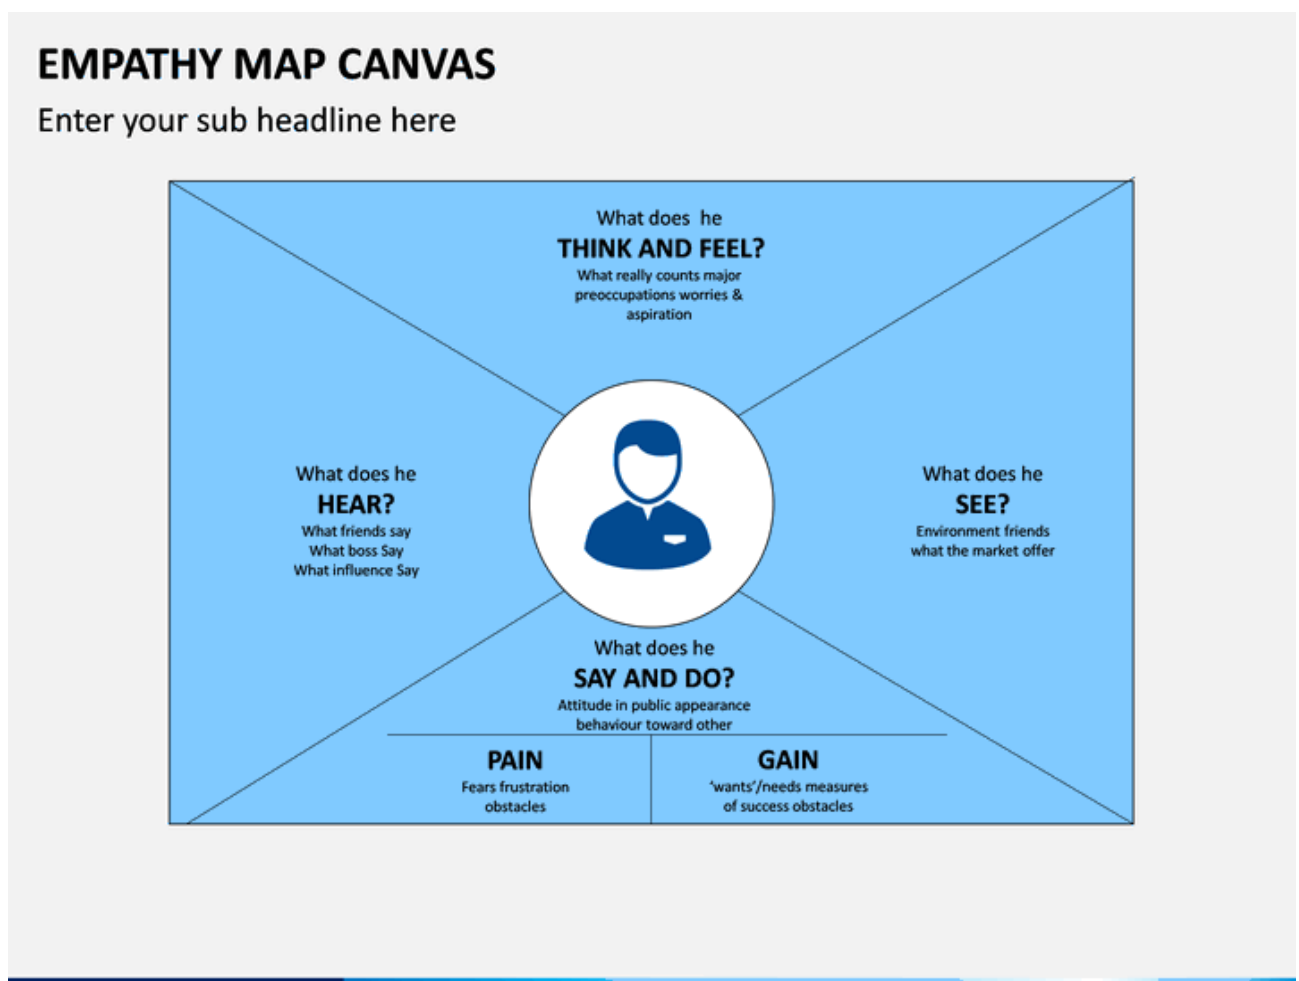 EMPATHY MAP CANVAS
Enter your sub headline here
What does he
THINK AND FEEL?
What really counts major
preoccupations worries &
aspiration
What does he
HEAR?
What friends say
What boss Say
What influence Say
What does he
SEE?
Environment friends
what the market offer
What does he
SAY AND DO?
Attitude in public appearance
behaviour toward other
PAIN
Fears frustration
obstacles
GAIN
‘wants’/needs measures
of success obstacles